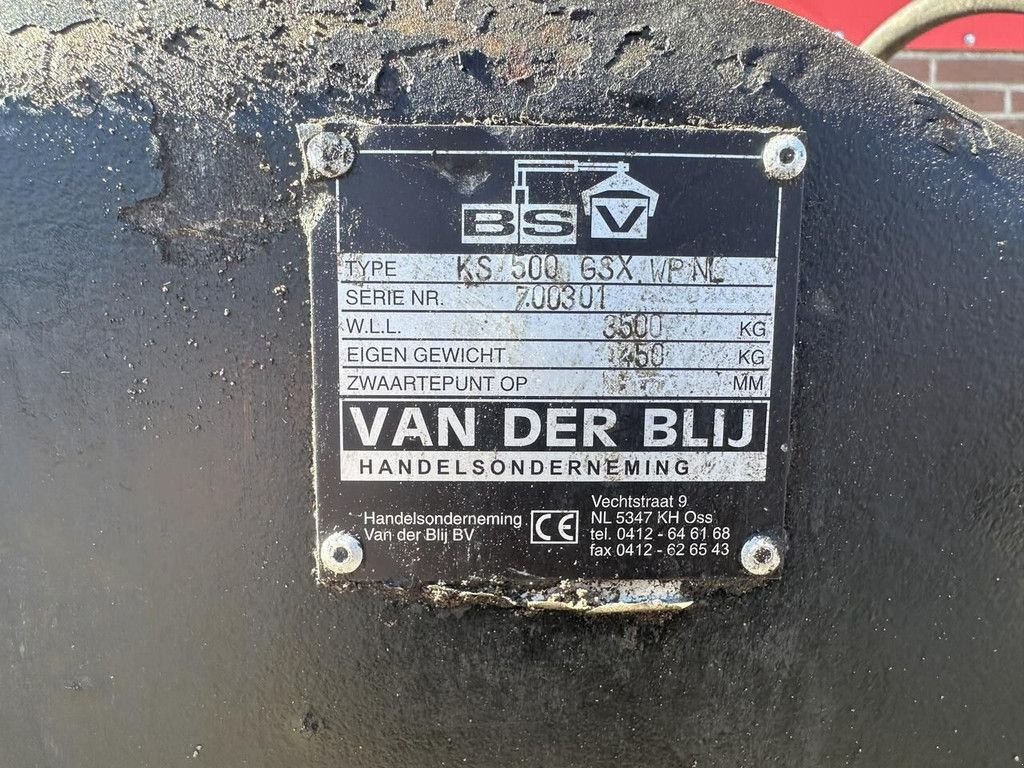 BSV
TYPE KS 500 GSX WP NL
SERIE NR. 700301
W.L.L. 3500 KG
EIGEN GEWICHT KG
ZWAARTEPUNT OP MM
VAN DER BLIJ
HANDELSONDERNEMING
Handelsonderneming
Van der Blij BV
CE
Vechtstraat 9
NL 5347 KH Oss
tel. 0412 - 64 61 68
fax 0412 - 62 65 43